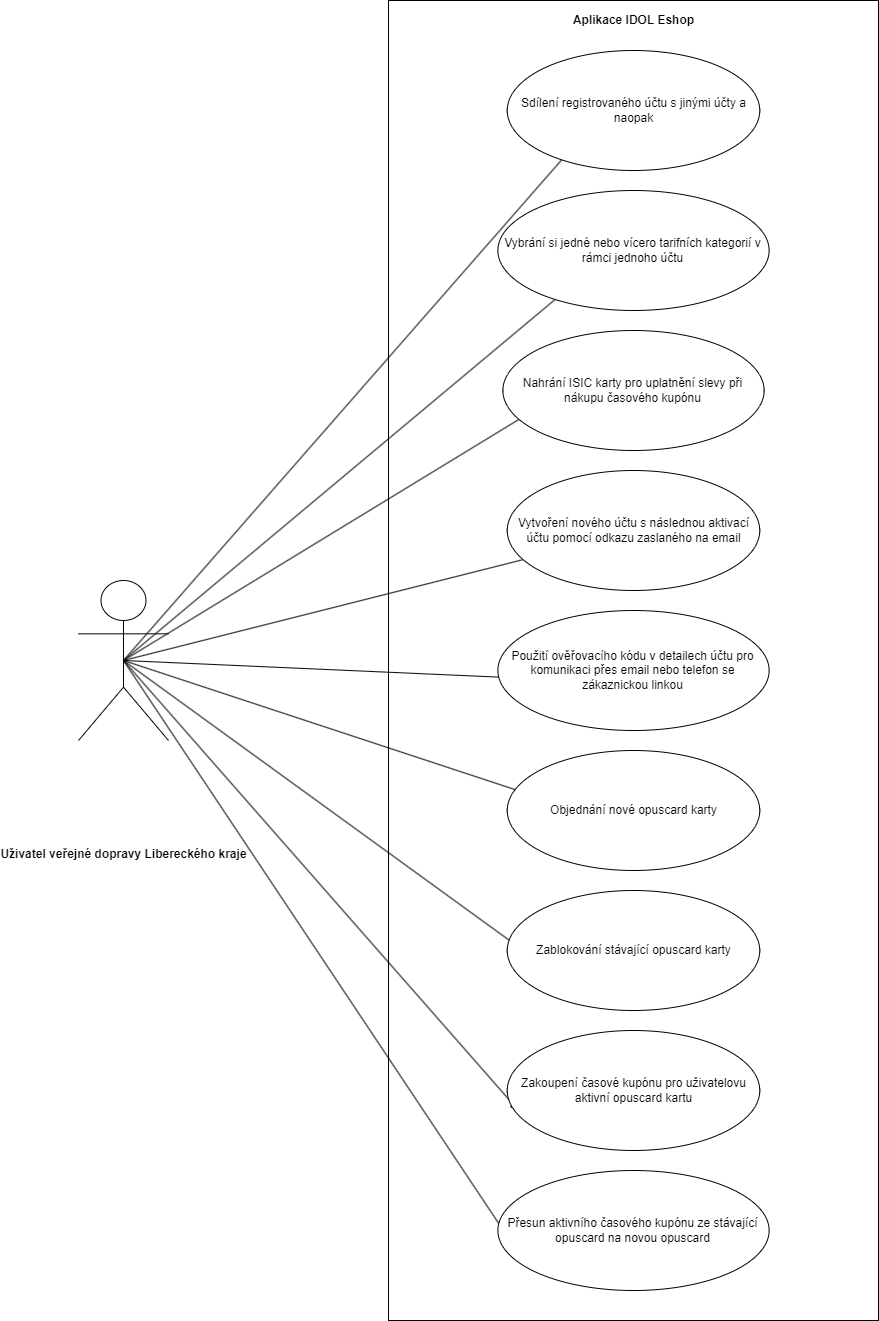 Aplikace IDOL Eshop
Sdílení registrovaného účtu s jinými účty a
naopak
Vybrání si jedné nebo vícero tarifních kategorií v
rámci jednoho účtu
Nahrání ISIC karty pro uplatnění slevy při
nákupu časového kupónu
Vytvoření nového účtu s následnou aktivací
účtu pomocí odkazu zaslaného na email
Použití ověřovacího kódu v detailech účtu pro
komunikaci přes email nebo telefon se
zákaznickou linkou
Objednání nové opuscard karty
Uživatel veřejné dopravy Libereckého kraje
Zablokování stávající opuscard karty
Zakoupení časové kupónu pro uživatelovu
aktivní opuscard kartu
Přesun aktivního časového kupónu ze stávající
opuscard na novou opuscard